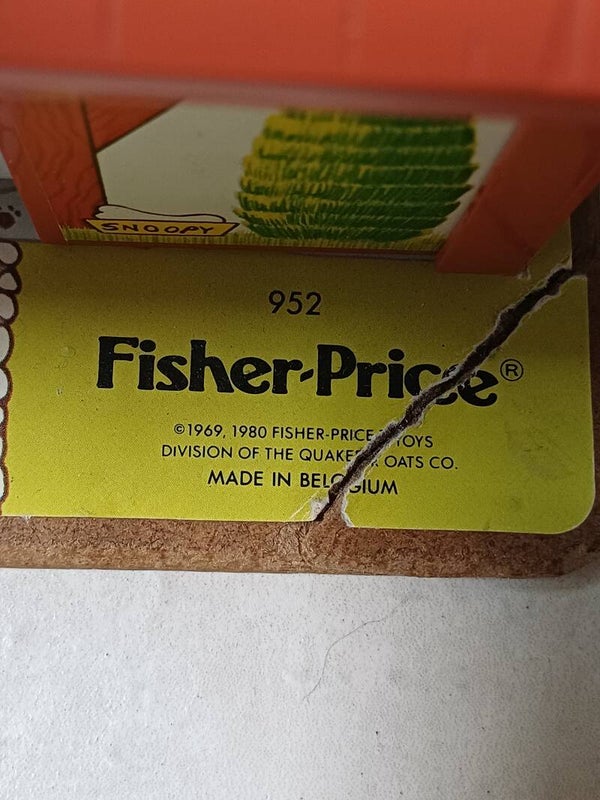 SNOOPY
952
Fisher-Price®
©1969, 1980 FISHER-PRICE TOYS
DIVISION OF THE QUAKER OATS CO.
MADE IN BELGIUM